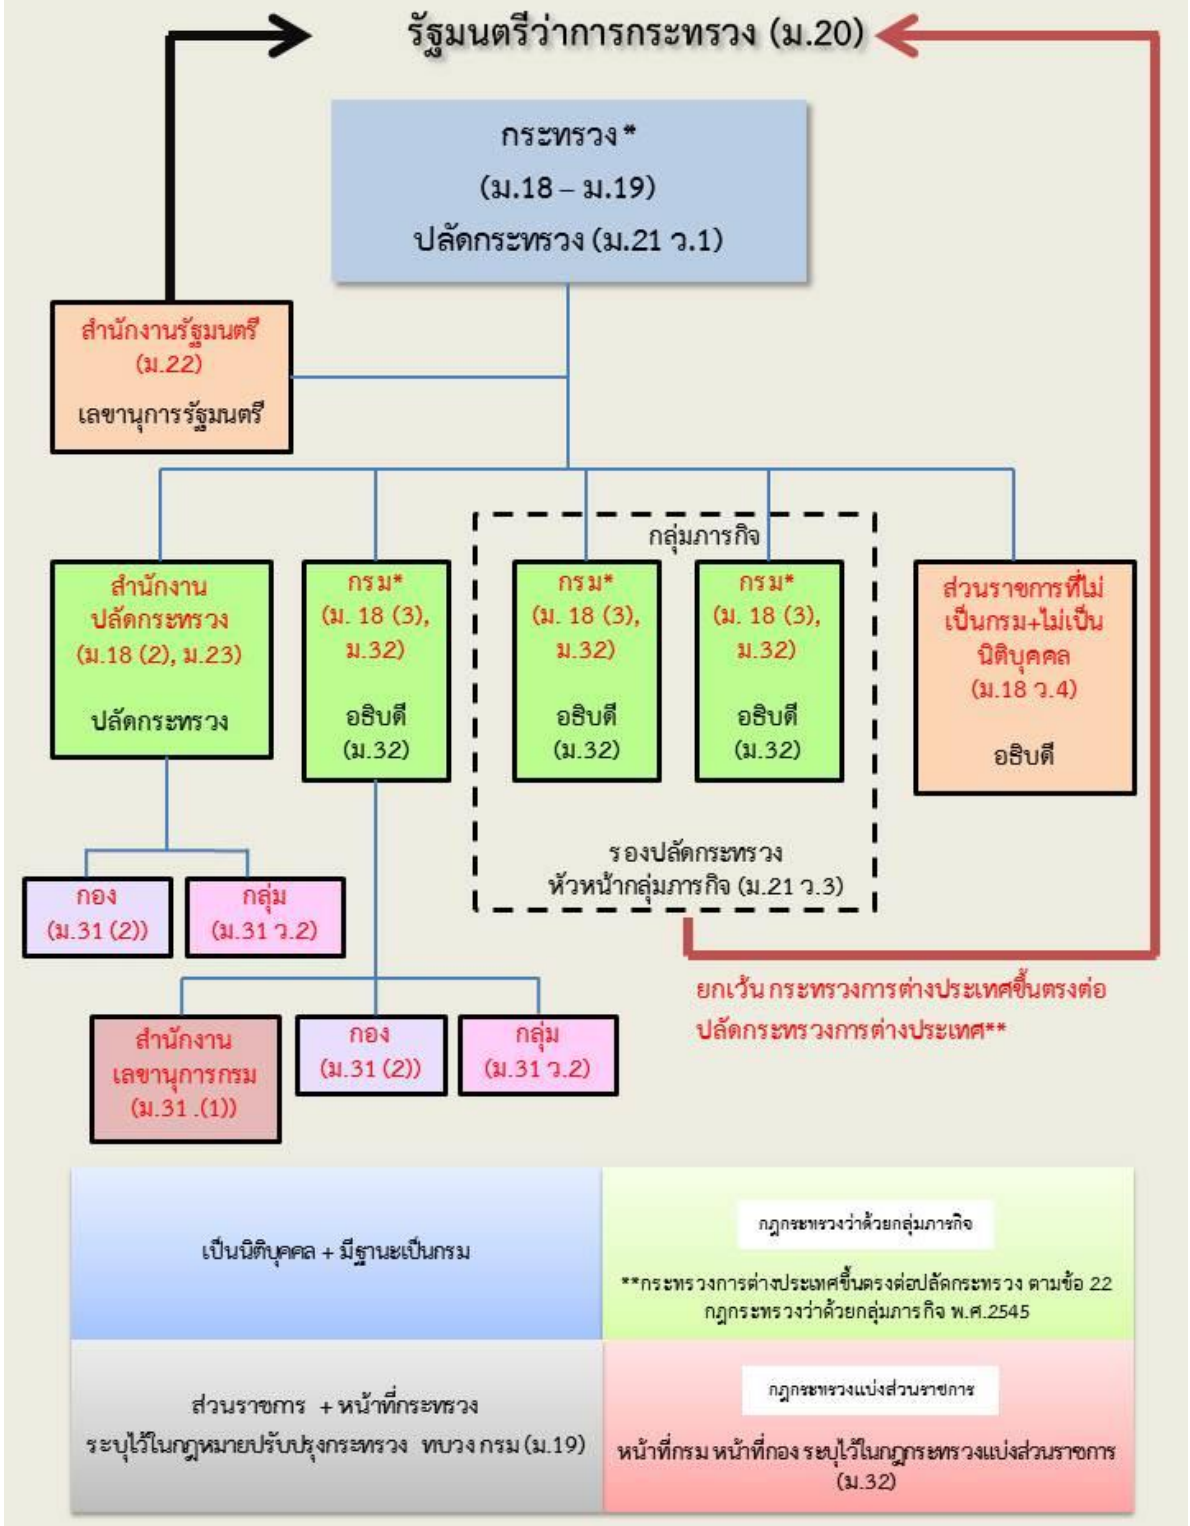 รัฐมนตรีว่าการกระทรวง (ม.20)
กระทรวง*
(ม.18 – ม.19)
ปลัดกระทรวง (ม.21 ว.1)
สำนักงานรัฐมนตรี
(ม.22)
เลขานุการรัฐมนตรี
กลุ่มภารกิจ
สำนักงาน
ปลัดกระทรวง
(ม.18 (2), ม.23)
ปลัดกระทรวง
กรม*
(ม. 18 (3),
ม.32)
อธิบดี
(ม.32)
กรม*
(ม. 18 (3),
ม.32)
อธิบดี
(ม.32)
กรม*
(ม. 18 (3),
ม.32)
อธิบดี
(ม.32)
ส่วนราชการที่ไม่
เป็นกรม+ไม่เป็น
นิติบุคคล
(ม.18 ว.4)
อธิบดี
รองปลัดกระทรวง
หัวหน้ากลุ่มภารกิจ (ม.21 ว.3)
กอง
(ม.31 (2))
กลุ่ม
(ม.31 ว.2)
ยกเว้น กระทรวงการต่างประเทศขึ้นตรงต่อ
ปลัดกระทรวงการต่างประเทศ**
สำนักงาน
เลขานุการกรม
(ม.31 .(1))
กอง
(ม.31 (2))
กลุ่ม
(ม.31 ว.2)
เป็นนิติบุคคล + มีฐานะเป็นกรม
กฎกระทรวงว่าด้วยกลุ่มภารกิจ
**กระทรวงการต่างประเทศขึ้นตรงต่อปลัดกระทรวง ตามข้อ 22
กฎกระทรวงว่าด้วยกลุ่มภารกิจ พ.ศ.2545
ส่วนราชการ + หน้าที่กระทรวง
ระบุไว้ในกฎหมายปรับปรุงกระทรวง ทบวง กรม (ม.19)
กฎกระทรวงแบ่งส่วนราชการ
หน้าที่กรม หน้าที่กอง ระบุไว้ในกฎกระทรวงแบ่งส่วนราชการ
(ม.32)